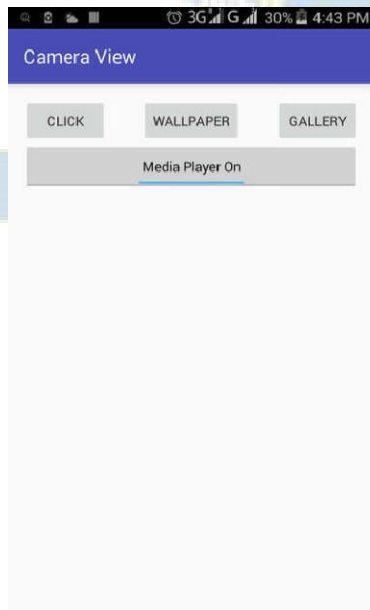 3G G 30% 4:43 PM
Camera View
CLICK WALLPAPER GALLERY
Media Player On